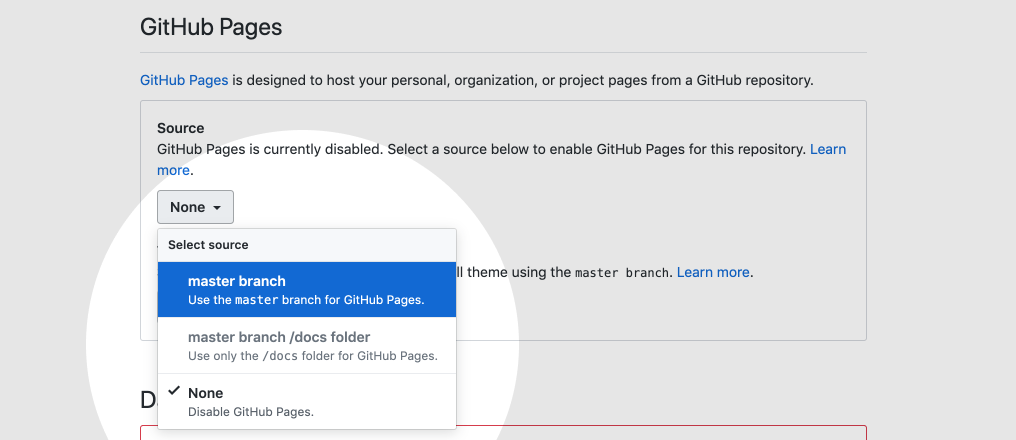 GitHub Pages
GitHub Pages is designed to host your personal, organization, or project pages from a GitHub repository.
Source
GitHub Pages is currently disabled. Select a source below to enable GitHub Pages for this repository. Learn
more.
None
Select source
master branch
Use the master branch for GitHub Pages.
theme using the master branch. Learn more.
master branch /docs folder
Use only the /docs folder for GitHub Pages.
None
Disable GitHub Pages.